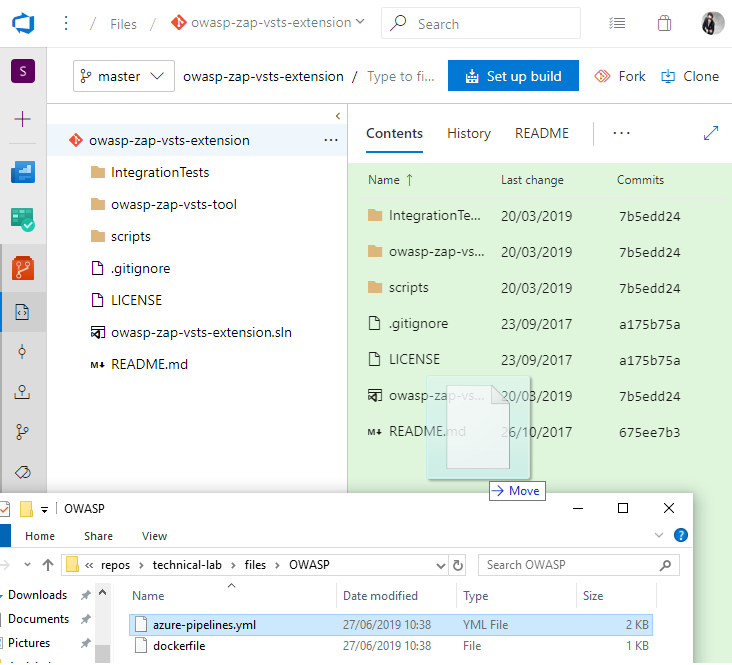 / Files / owasp-zap-vsts-extension Search
S master owasp-zap-vsts-extension / Type to fi... Set up build Fork Clone
owasp-zap-vsts-extension ...
IntegrationTests
owasp-zap-vsts-tool
scripts
.gitignore
LICENSE
owasp-zap-vsts-extension.sln
M↓ README.md
Contents History README ...
Name ↑ Last change Commits
IntegrationTe... 20/03/2019 7b5edd24
owasp-zap-vs... 20/03/2019 7b5edd24
scripts 20/03/2019 7b5edd24
.gitignore 23/09/2017 a175b75a
LICENSE 23/09/2017 a175b75a
owasp-zap-vs... 20/03/2019 7b5edd24
M↓ README.md 26/10/2017 675ee7b3
→ Move
OWASP
Home Share View
« repos › technical-lab › files › OWASP Search OWASP
Downloads
Documents
Pictures
Name Date modified Type Size
azure-pipelines.yml 27/06/2019 10:38 YML File 2 KB
dockerfile 27/06/2019 10:38 File 1 KB